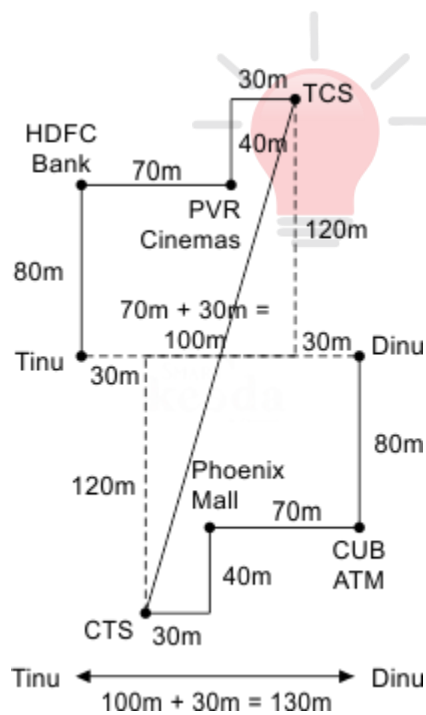 30m
TCS
40m
HDFC
Bank
70m
PVR
Cinemas
120m
80m
70m + 30m =
100m
30m
Dinu
Tinu
30m
80m
120m
Phoenix
Mall
70m
CUB
ATM
40m
CTS
30m
Tinu
Dinu
100m + 30m = 130m